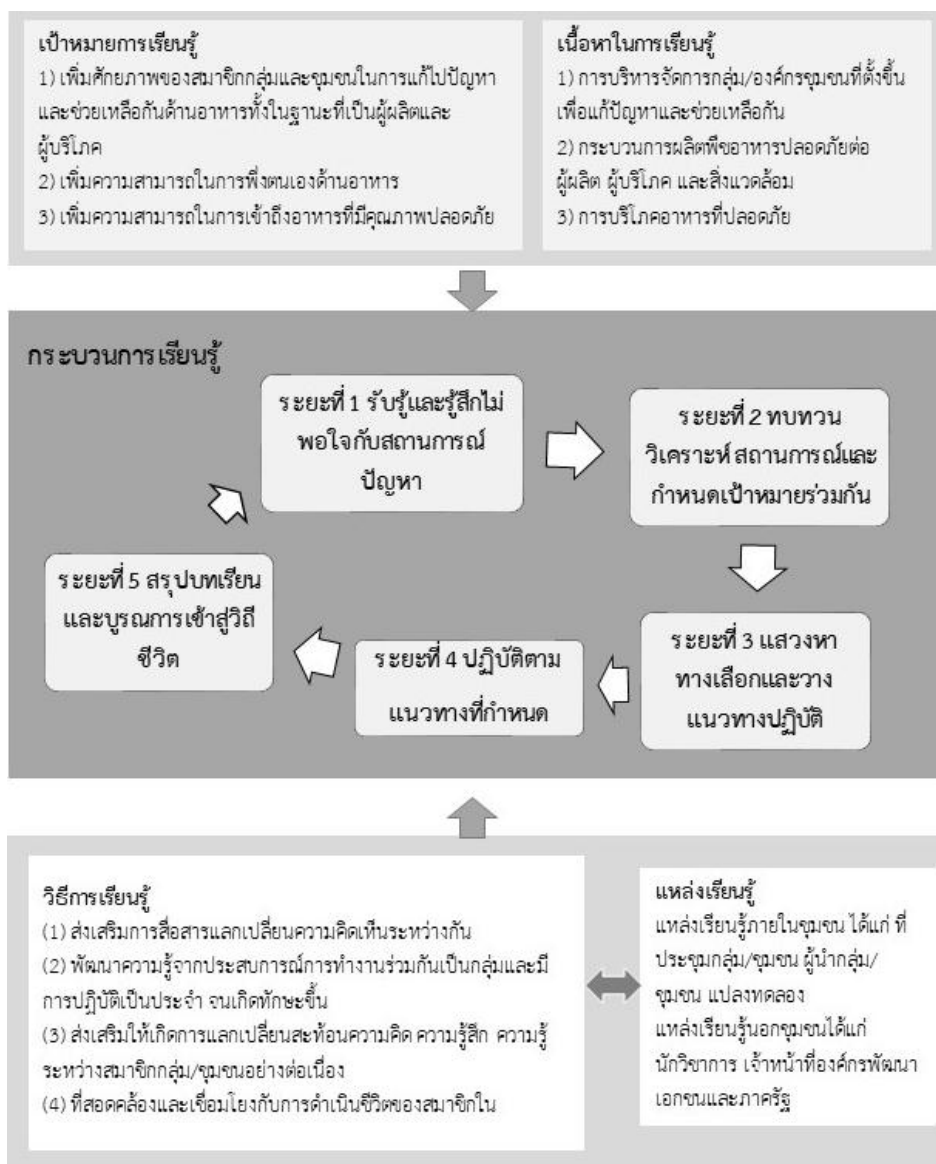 เป้าหมายการเรียนรู้
1) เพิ่มศักยภาพของสมาชิกกลุ่มและชุมชนในการแก้ไปปัญหา
และช่วยเหลือกันด้านอาหารทั้งในฐานะที่เป็นผู้ผลิตและ
ผู้บริโภค
2) เพิ่มความสามารถในการพึ่งตนเองด้านอาหาร
3) เพิ่มความสามารถในการเข้าถึงอาหารที่มีคุณภาพปลอดภัย
เนื้อหาในการเรียนรู้
1) การบริหารจัดการกลุ่ม/องค์กรชุมชนที่ตั้งขึ้น
เพื่อแก้ปัญหาและช่วยเหลือกัน
2) กระบวนการผลิตพืชอาหารปลอดภัยต่อ
ผู้ผลิต ผู้บริโภค และสิ่งแวดล้อม
3) การบริโภคอาหารที่ปลอดภัย
กระบวนการเรียนรู้
ระยะที่ 1 รับรู้และรู้สึกไม่
พอใจกับสถานการณ์
ปัญหา
ระยะที่ 2 ทบทวน
วิเคราะห์สถานการณ์และ
กำหนดเป้าหมายร่วมกัน
ระยะที่ 3 แสวงหา
ทางเลือกและวาง
แนวทางปฏิบัติ
ระยะที่ 4 ปฏิบัติตาม
แนวทางที่กำหนด
ระยะที่ 5 สรุปบทเรียน
และบูรณการเข้าสู่วิถี
ชีวิต
วิธีการเรียนรู้
(1) ส่งเสริมการสื่อสารแลกเปลี่ยนความคิดเห็นระหว่างกัน
(2) พัฒนาความรู้จากประสบการณ์การทำงานร่วมกันเป็นกลุ่มและมี
การปฏิบัติเป็นประจำ จนเกิดทักษะขึ้น
(3) ส่งเสริมให้เกิดการแลกเปลี่ยนสะท้อนความคิด ความรู้สึก ความรู้
ระหว่างสมาชิกกลุ่ม/ชุมชนอย่างต่อเนื่อง
(4) ที่สอดคล้องและเชื่อมโยงกับการดำเนินชีวิตของสมาชิกใน
แหล่งเรียนรู้
แหล่งเรียนรู้ภายในชุมชน ได้แก่ ที่
ประชุมกลุ่ม/ชุมชน ผู้นำกลุ่ม/
ชุมชน แปลงทดลอง
แหล่งเรียนรู้นอกชุมชนได้แก่
นักวิชาการ เจ้าหน้าที่องค์กรพัฒนา
เอกชนและภาครัฐ